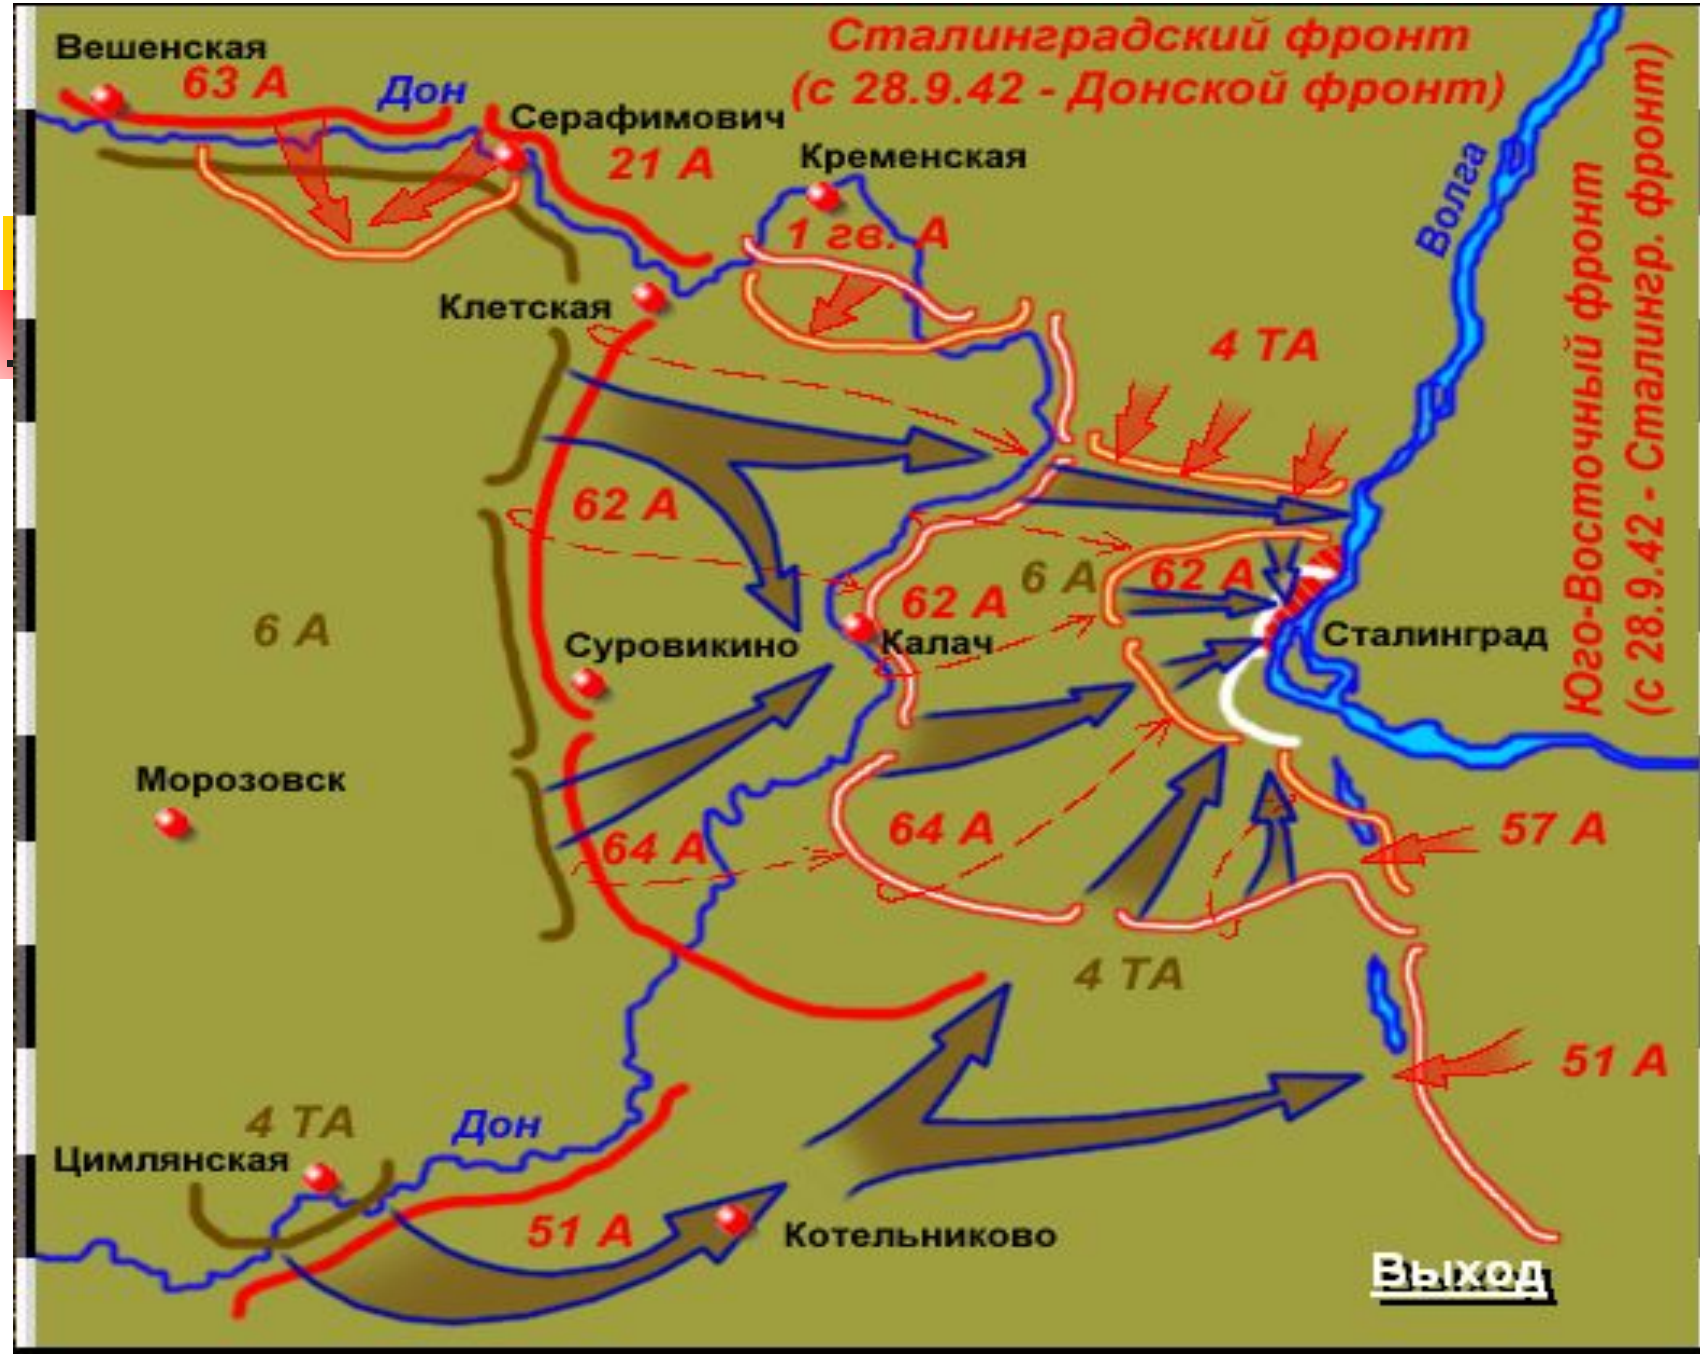 Вешенская
63 А
Дон
Серафимович
21 А
Сталинградский фронт
(с 28.9.42 - Донской фронт)
Кременская
1 гв. А
Волга
Юго-Восточный фронт
(с 28.9.42 - Сталингр. фронт)
Клетская
4 ТА
62 А
6 А
62 А
62 А
6 А
Суровикино
Калач
Сталинград
Морозовск
64 А
64 А
57 А
4 ТА
51 А
4 ТА
Дон
Цимлянская
51 А
Котельниково
Выход